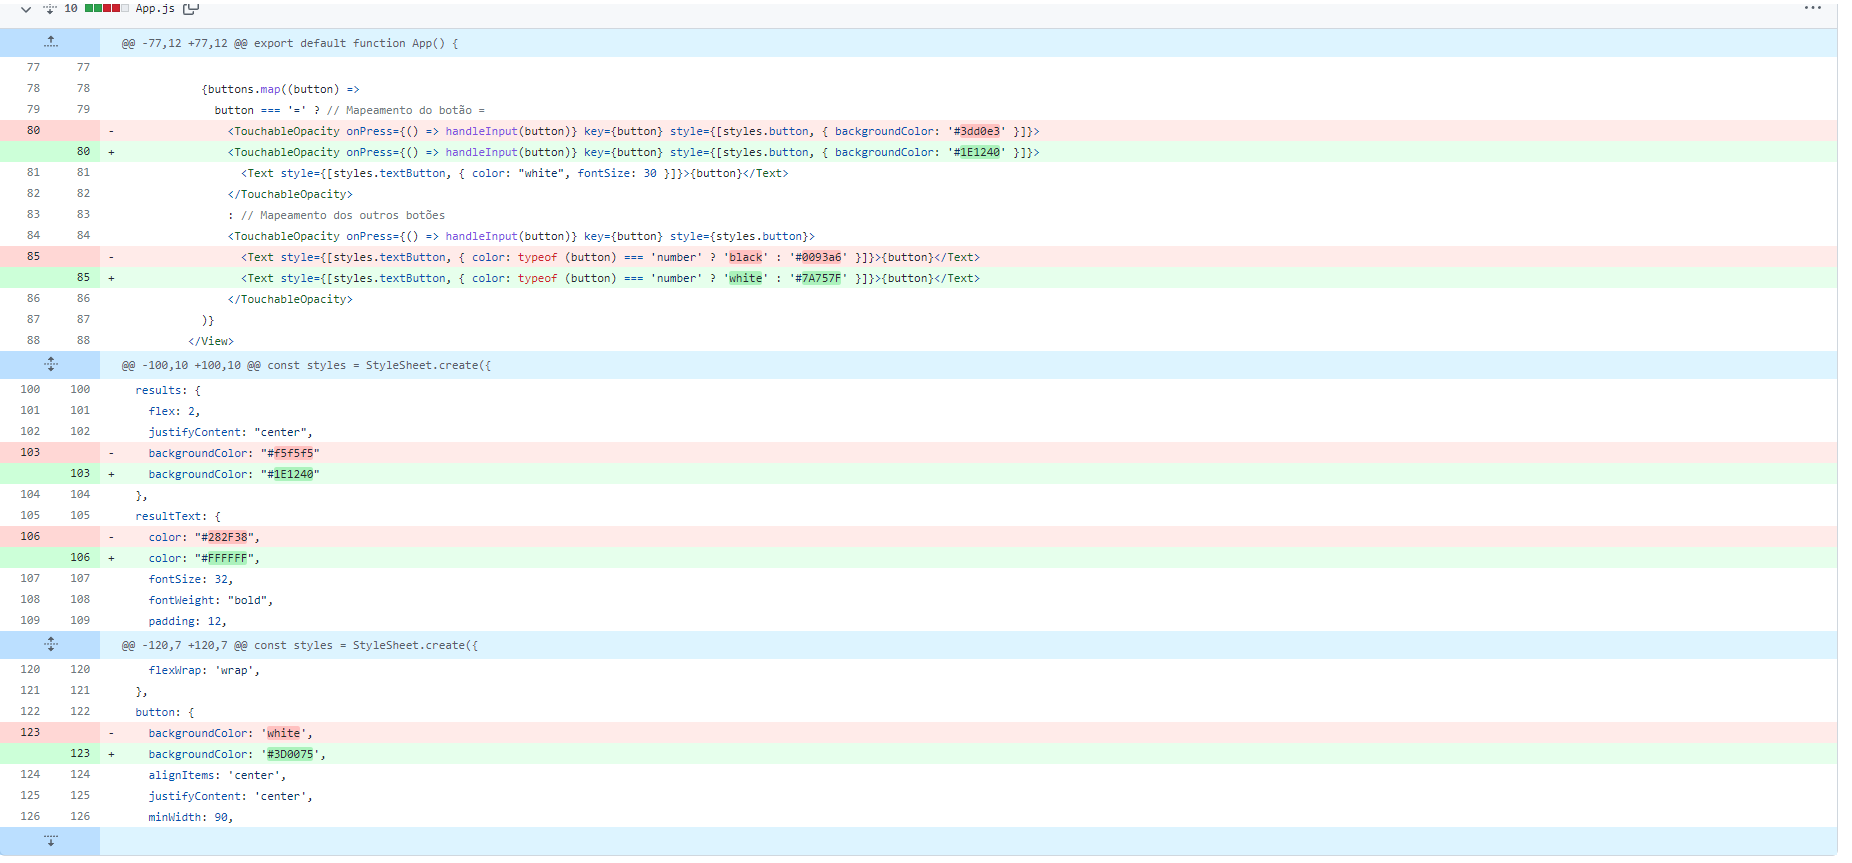 10 App.js
@@ -77,12 +77,12 @@ export default function App() {
77 77
78 78 {buttons.map((button) =>
79 79 button === '=' ? // Mapeamento do botão =
80 - <TouchableOpacity onPress={() => handleInput(button)} key={button} style={[styles.button, { backgroundColor: '#3dd0e3' }]}>
80 + <TouchableOpacity onPress={() => handleInput(button)} key={button} style={[styles.button, { backgroundColor: '#1E1240' }]}>
81 81 <Text style={[styles.textButton, { color: "white", fontSize: 30 }]}>{button}</Text>
82 82 </TouchableOpacity>
83 83 : // Mapeamento dos outros botões
84 84 <TouchableOpacity onPress={() => handleInput(button)} key={button} style={styles.button}>
85 - <Text style={[styles.textButton, { color: typeof (button) === 'number' ? 'black' : '#0093a6' }]}>{button}</Text>
85 + <Text style={[styles.textButton, { color: typeof (button) === 'number' ? 'white' : '#7A757F' }]}>{button}</Text>
86 86 </TouchableOpacity>
87 87 )}
88 88 </View>
@@ -100,10 +100,10 @@ const styles = StyleSheet.create({
100 100 results: {
101 101 flex: 2,
102 102 justifyContent: "center",
103 - backgroundColor: "#f5f5f5"
103 + backgroundColor: "#1E1240"
104 104 },
105 105 resultText: {
106 - color: "#282F38",
106 + color: "#FFFFFF",
107 107 fontSize: 32,
108 108 fontWeight: "bold",
109 109 padding: 12,
@@ -120,7 +120,7 @@ const styles = StyleSheet.create({
120 120 flexWrap: 'wrap',
121 121 },
122 122 button: {
123 - backgroundColor: 'white',
123 + backgroundColor: '#3D0075',
124 124 alignItems: 'center',
125 125 justifyContent: 'center',
126 126 minWidth: 90,